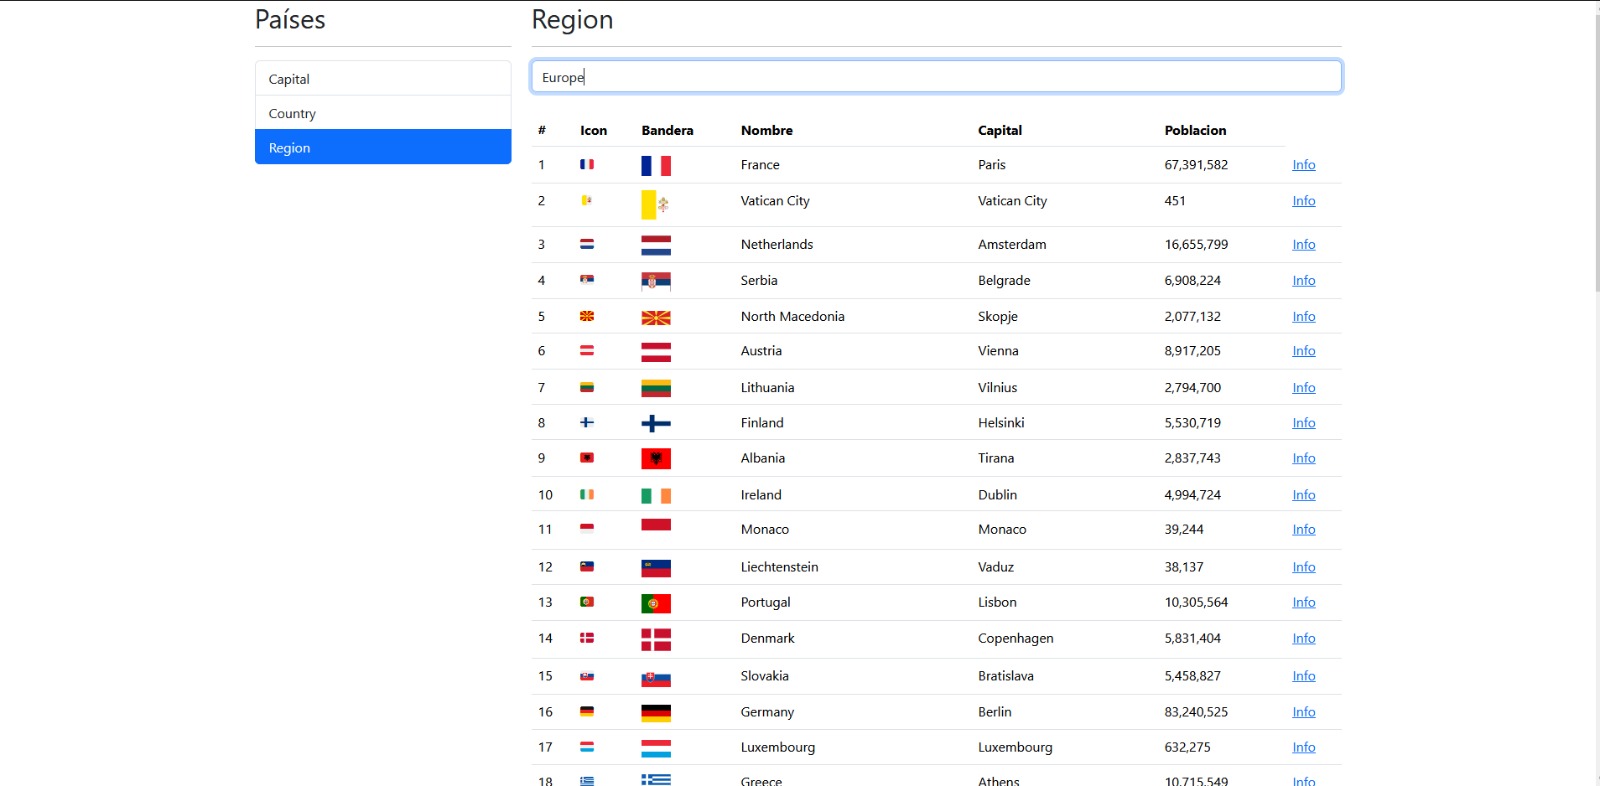 Países
Capital
Country
Region
Region
Europe
# Icon Bandera Nombre Capital Poblacion
1 France Paris 67,391,582 Info
2 Vatican City Vatican City 451 Info
3 Netherlands Amsterdam 16,655,799 Info
4 Serbia Belgrade 6,908,224 Info
5 North Macedonia Skopje 2,077,132 Info
6 Austria Vienna 8,917,205 Info
7 Lithuania Vilnius 2,794,700 Info
8 Finland Helsinki 5,530,719 Info
9 Albania Tirana 2,837,743 Info
10 Ireland Dublin 4,994,724 Info
11 Monaco Monaco 39,244 Info
12 Liechtenstein Vaduz 38,137 Info
13 Portugal Lisbon 10,305,564 Info
14 Denmark Copenhagen 5,831,404 Info
15 Slovakia Bratislava 5,458,827 Info
16 Germany Berlin 83,240,525 Info
17 Luxembourg Luxembourg 632,275 Info
18 Greece Athens 10,715,549 Info